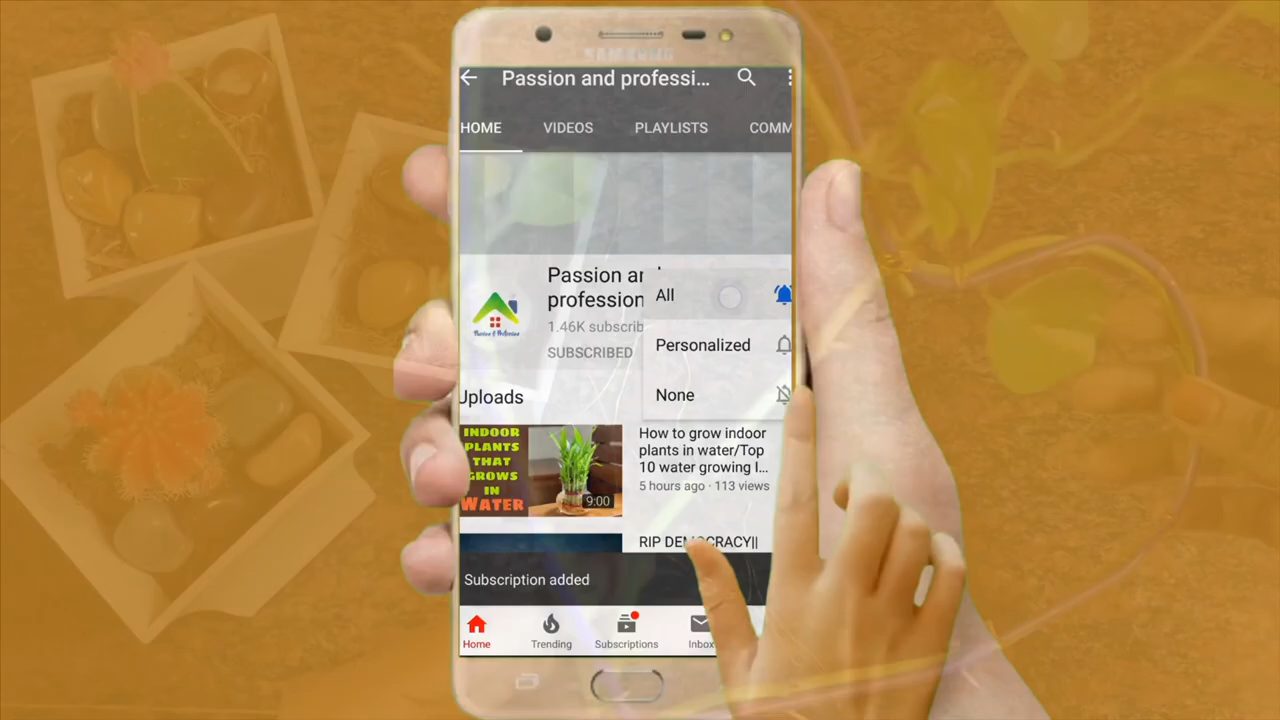 SAMSUNG
Passion and professi...
HOME VIDEOS PLAYLISTS COMM
Passion ar
profession
1.46K subscrib
SUBSCRIBED
All
Personalized
None
Uploads
INDOOR
PLANTS
THAT
GROWS
IN
WATER
9:00
How to grow indoor
plants in water/Top
10 water growing I...
5 hours ago · 113 views
RIP DEMOCRACY||
Subscription added
Home Trending Subscriptions Inbox